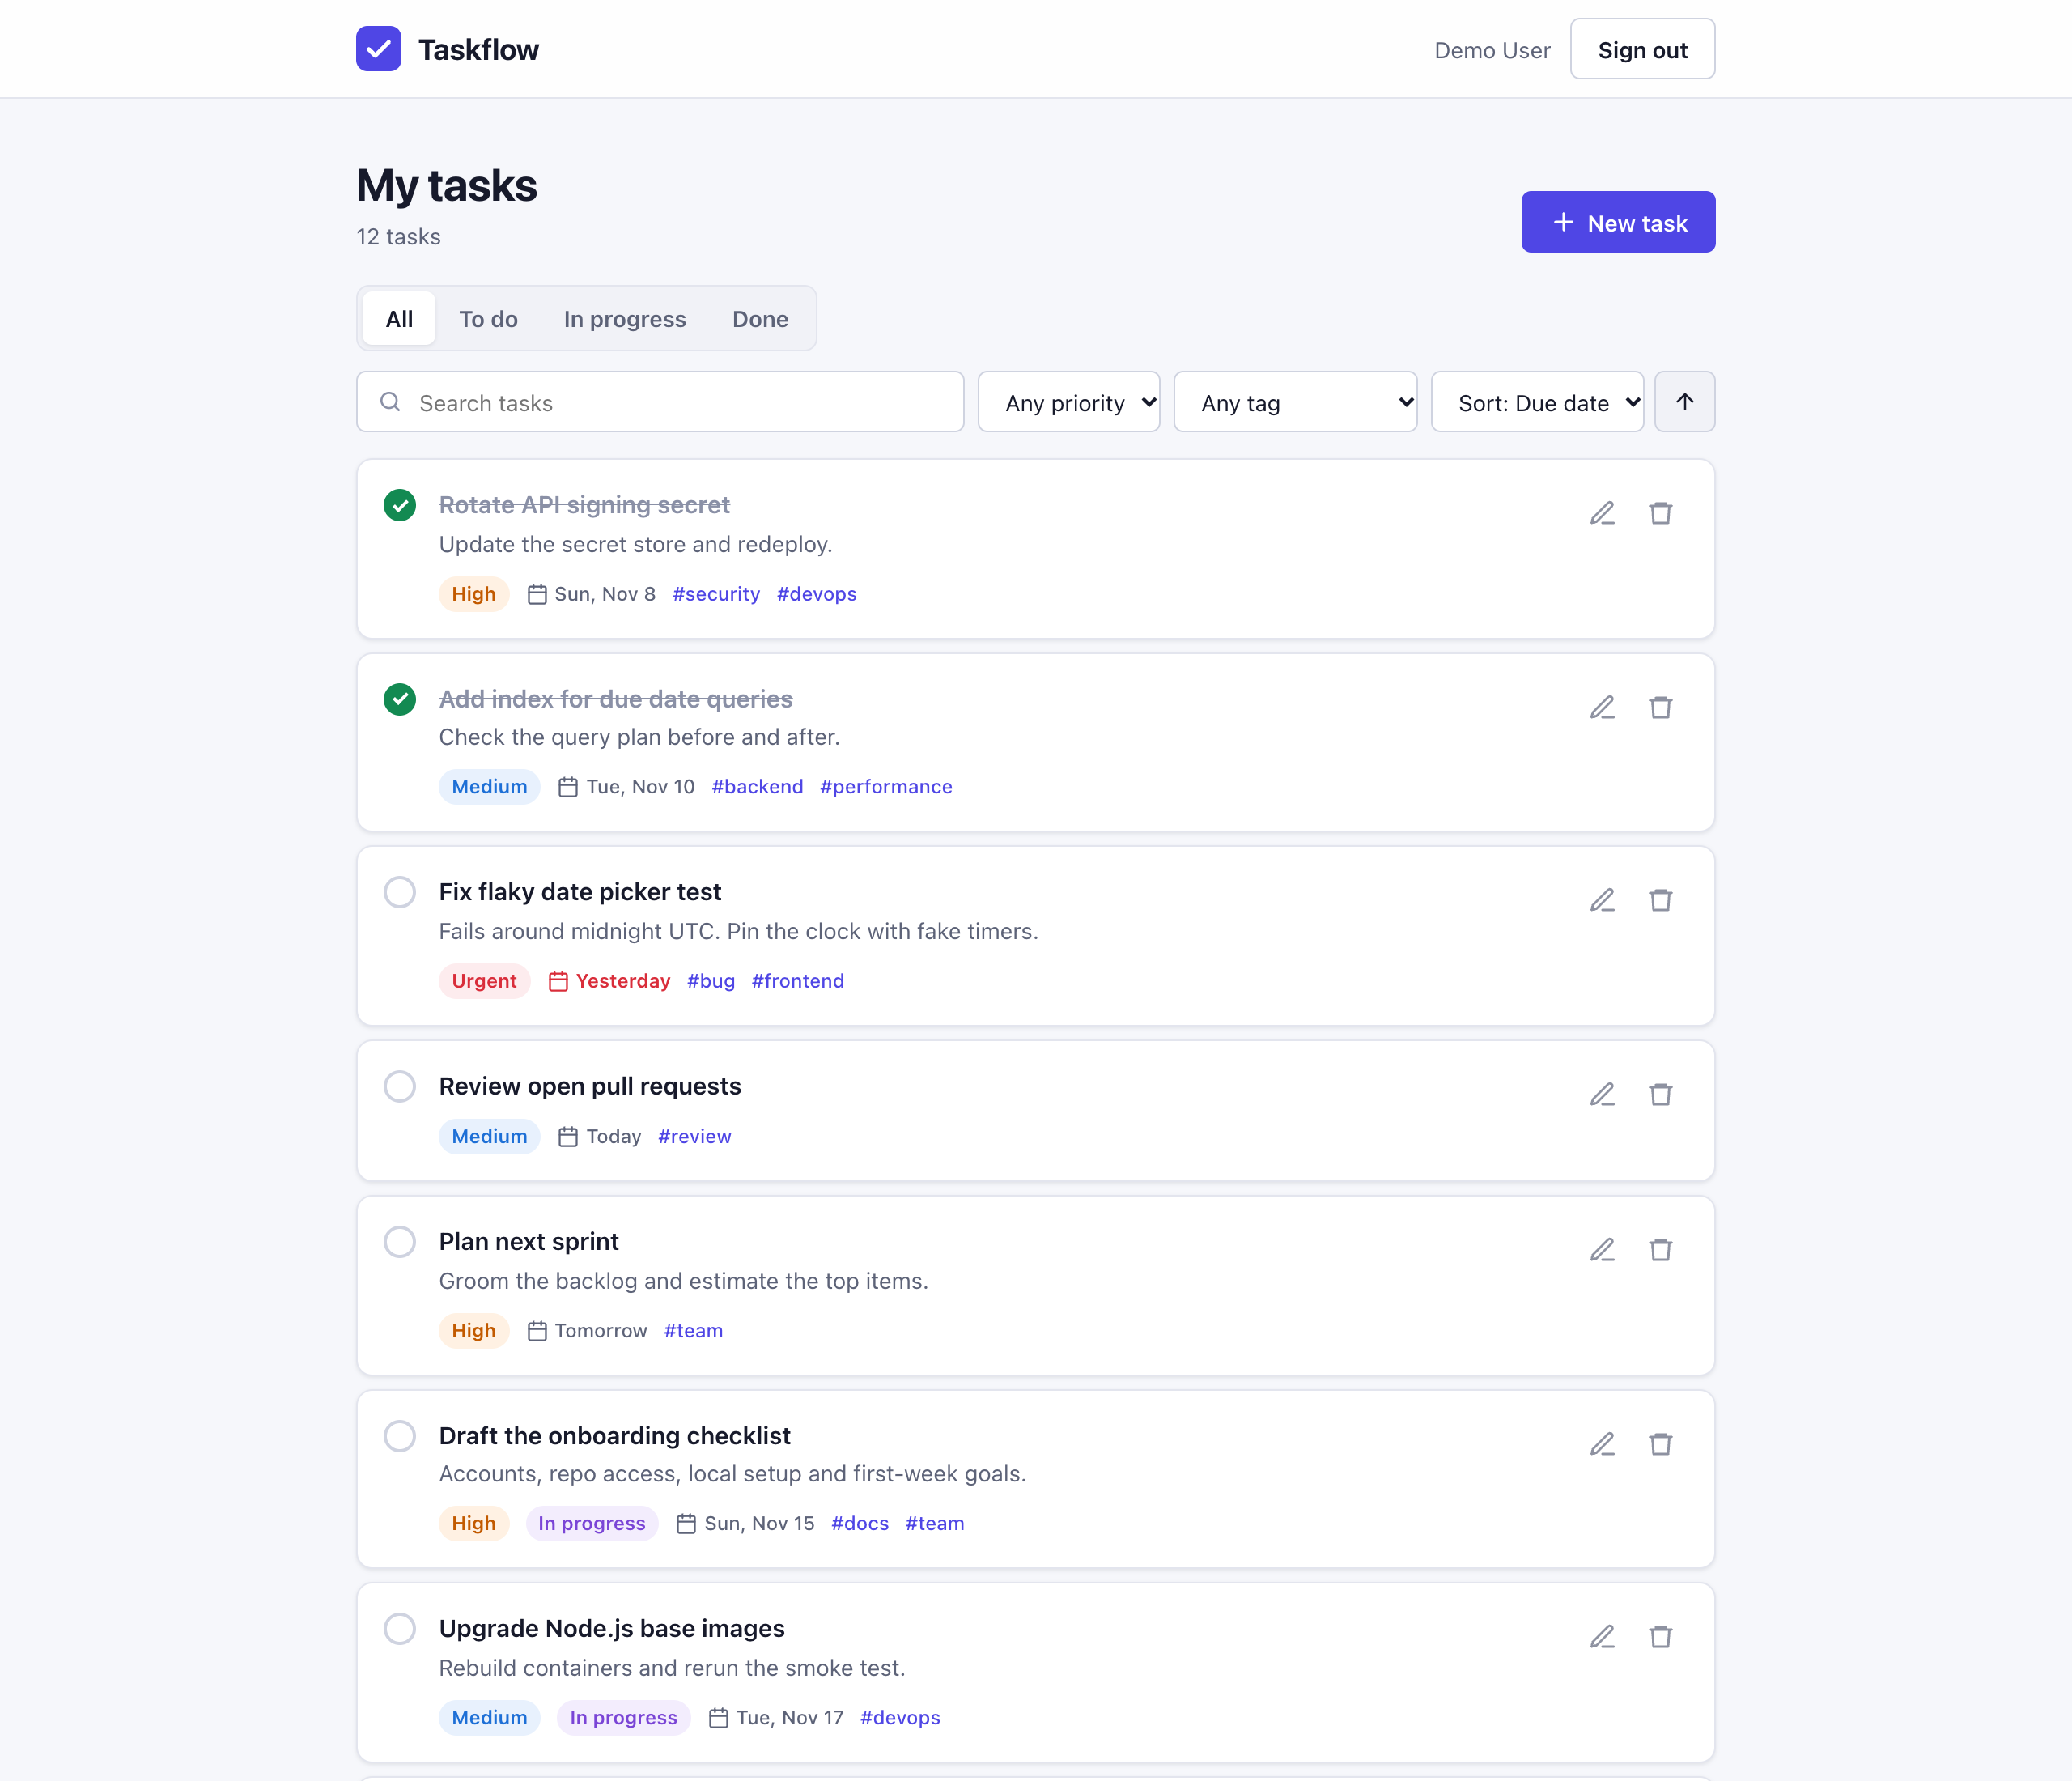 Taskflow
Demo User
Sign out
My tasks
12 tasks
New task
All
To do
In progress
Done
Search tasks
Any priority
Any tag
Sort: Due date
Rotate API signing secret
Update the secret store and redeploy.
High Sun, Nov 8 #security #devops
Add index for due date queries
Check the query plan before and after.
Medium Tue, Nov 10 #backend #performance
Fix flaky date picker test
Fails around midnight UTC. Pin the clock with fake timers.
Urgent Yesterday #bug #frontend
Review open pull requests
Medium Today #review
Plan next sprint
Groom the backlog and estimate the top items.
High Tomorrow #team
Draft the onboarding checklist
Accounts, repo access, local setup and first-week goals.
High In progress Sun, Nov 15 #docs #team
Upgrade Node.js base images
Rebuild containers and rerun the smoke test.
Medium In progress Tue, Nov 17 #devops